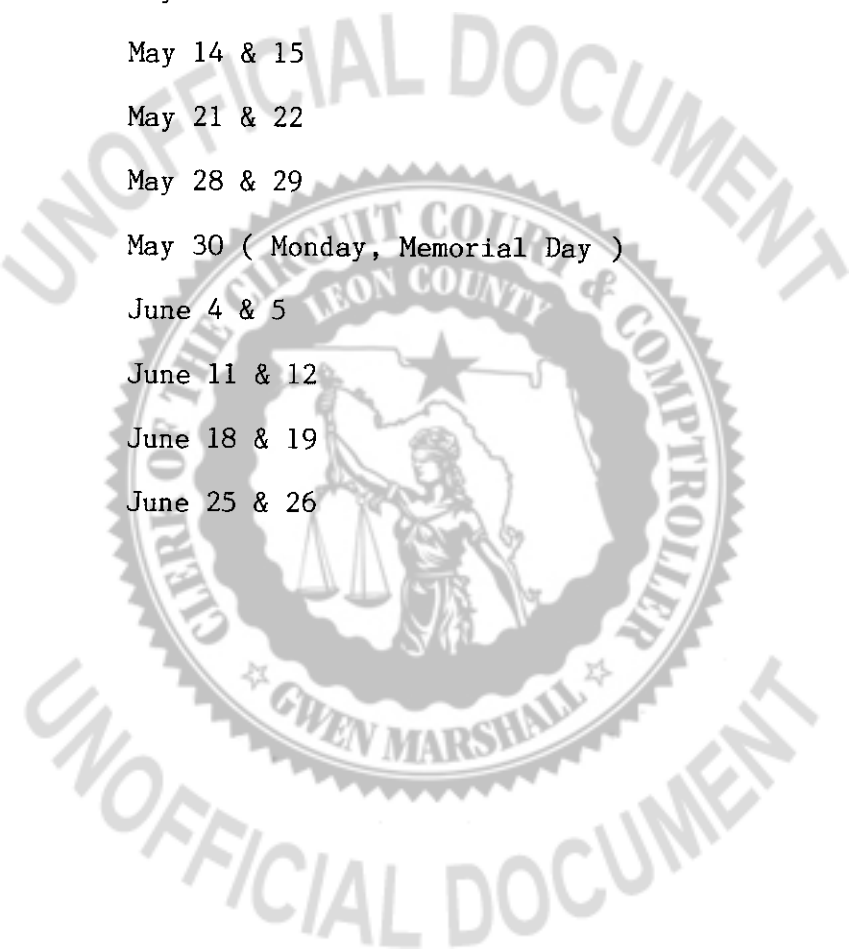 May 14 & 15
May 21 & 22
May 28 & 29
May 30 ( Monday, Memorial Day )
June 4 & 5
June 11 & 12
June 18 & 19
June 25 & 26
UNOFFICIAL DOCUMENT
CLERK OF THE CIRCUIT COURT & COMPTROLLER
LEON COUNTY
GWEN MARSHALL
UNOFFICIAL DOCUMENT